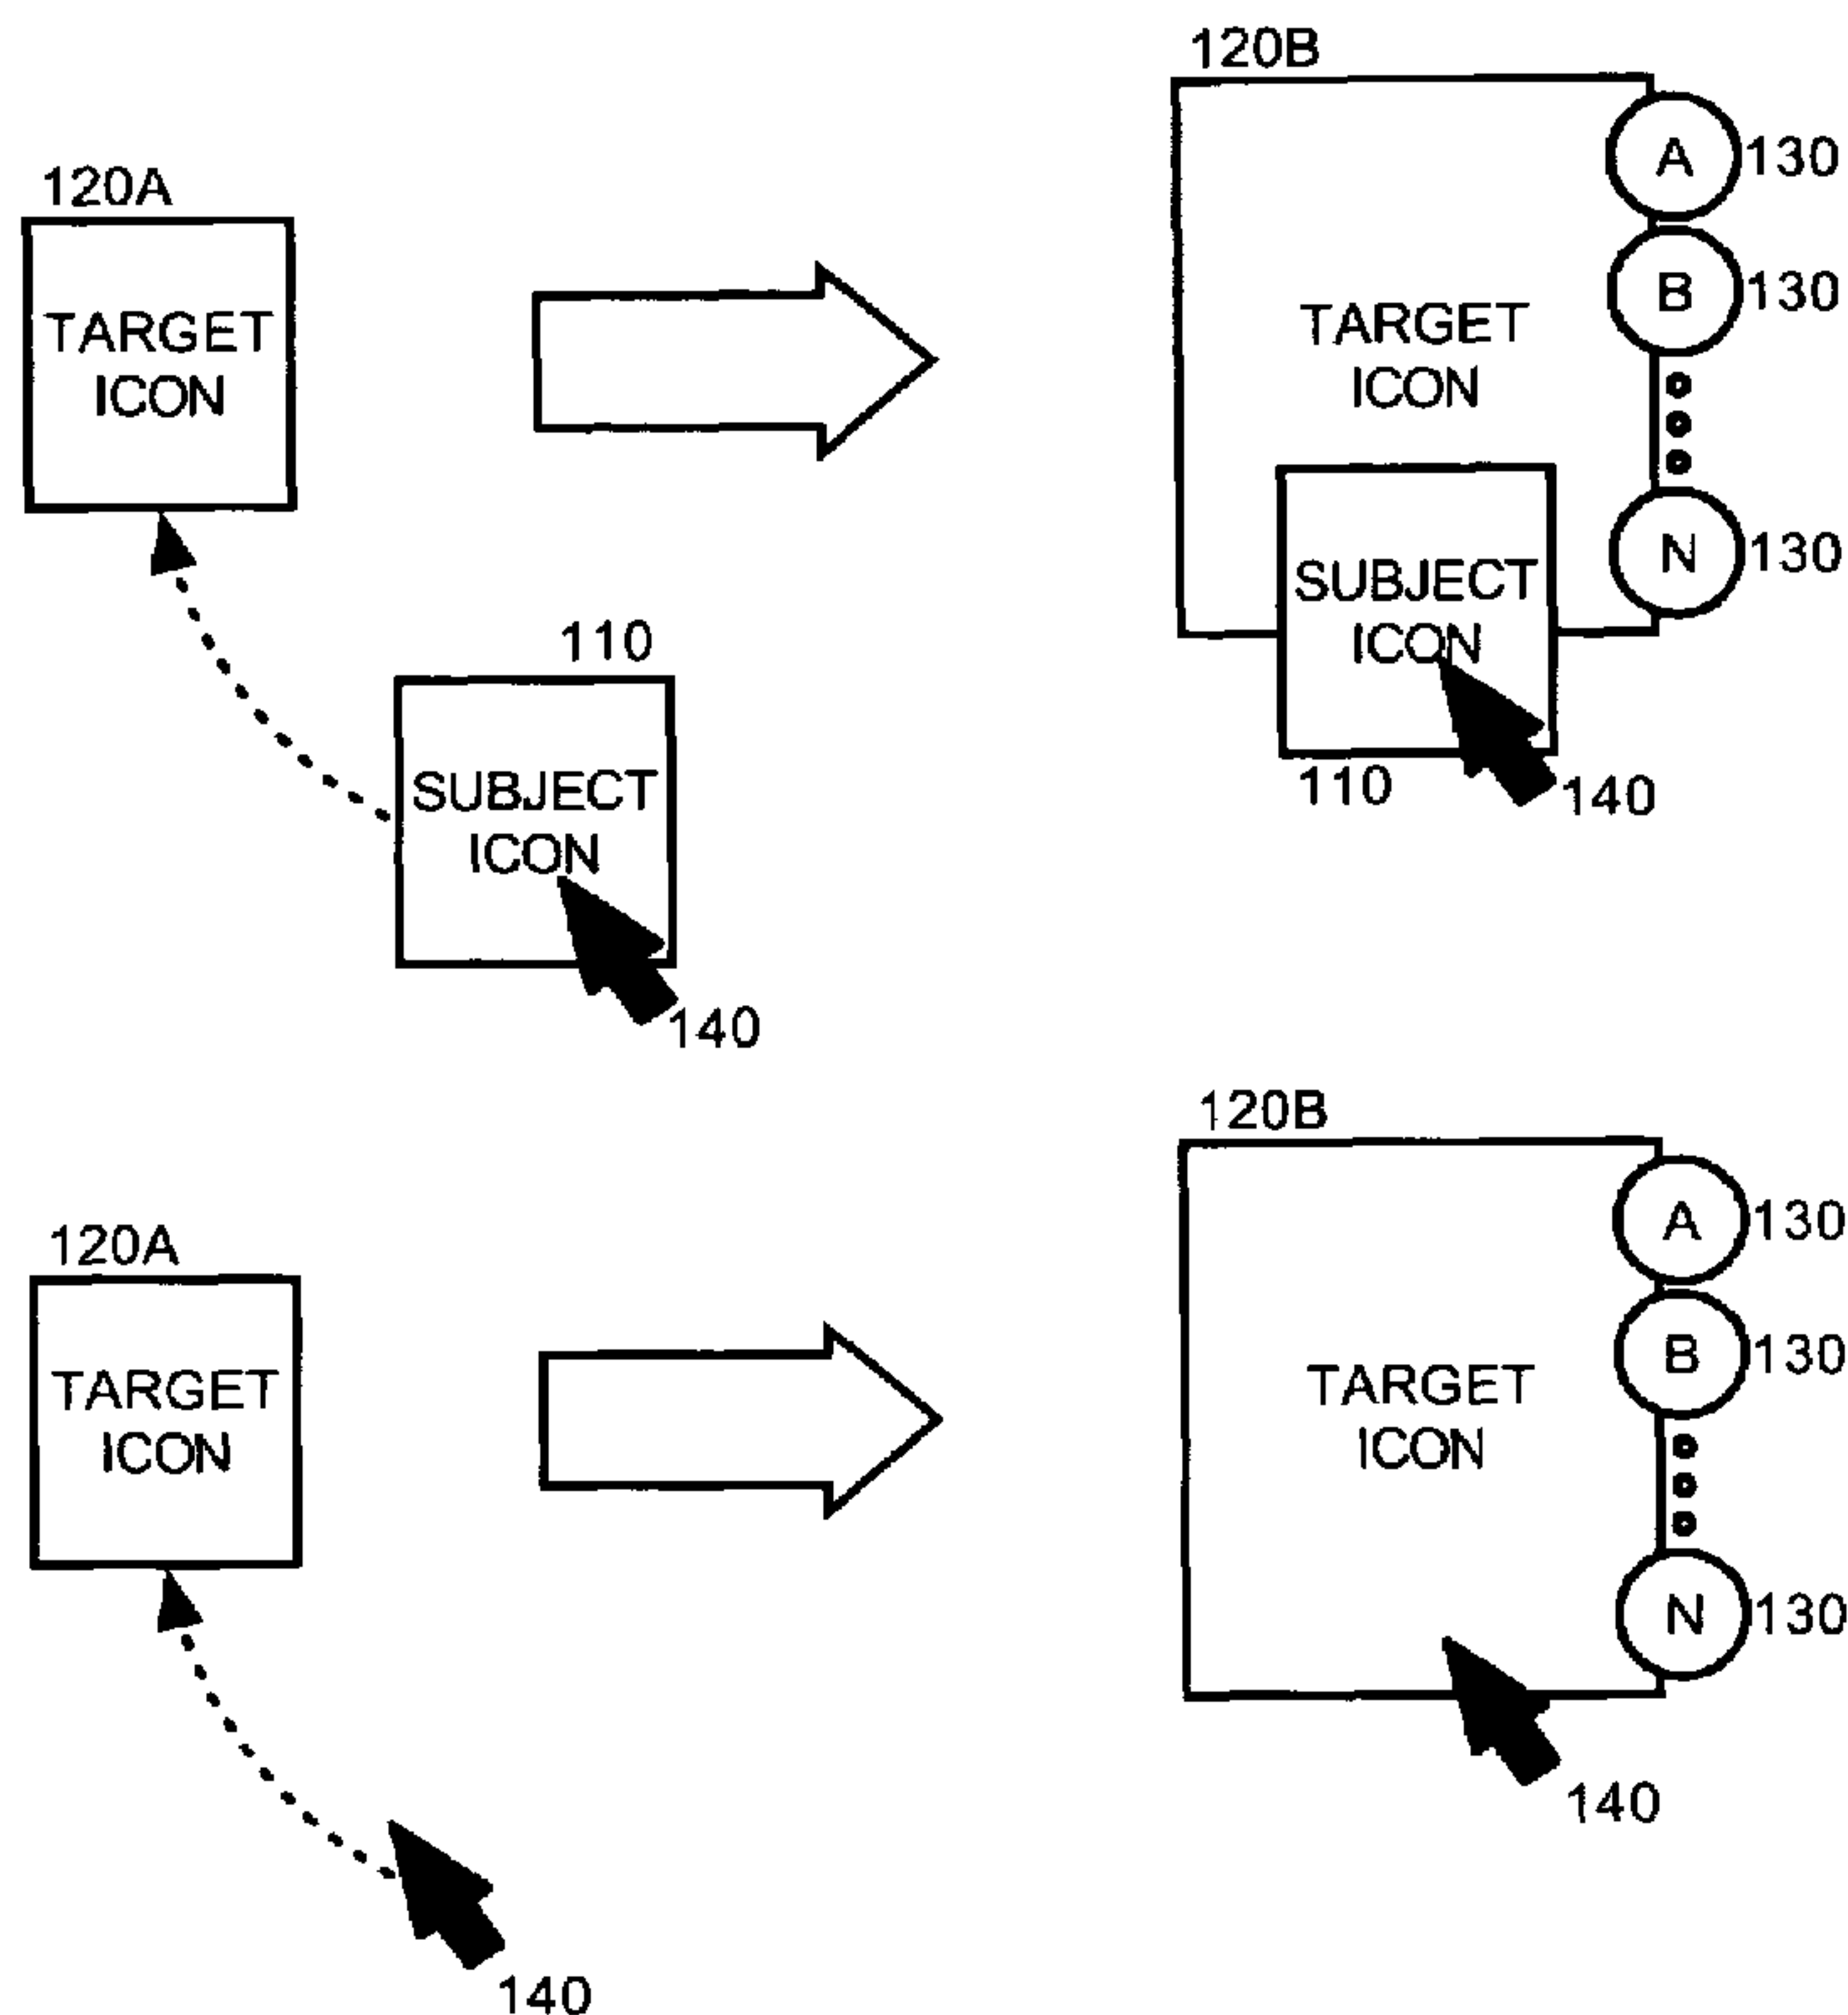 120A
TARGET
ICON
110
SUBJECT
ICON
140
120B
A 130
B 130
TARGET
ICON
N 130
SUBJECT
ICON
110
140
120A
TARGET
ICON
140
120B
A 130
B 130
TARGET
ICON
N 130
140